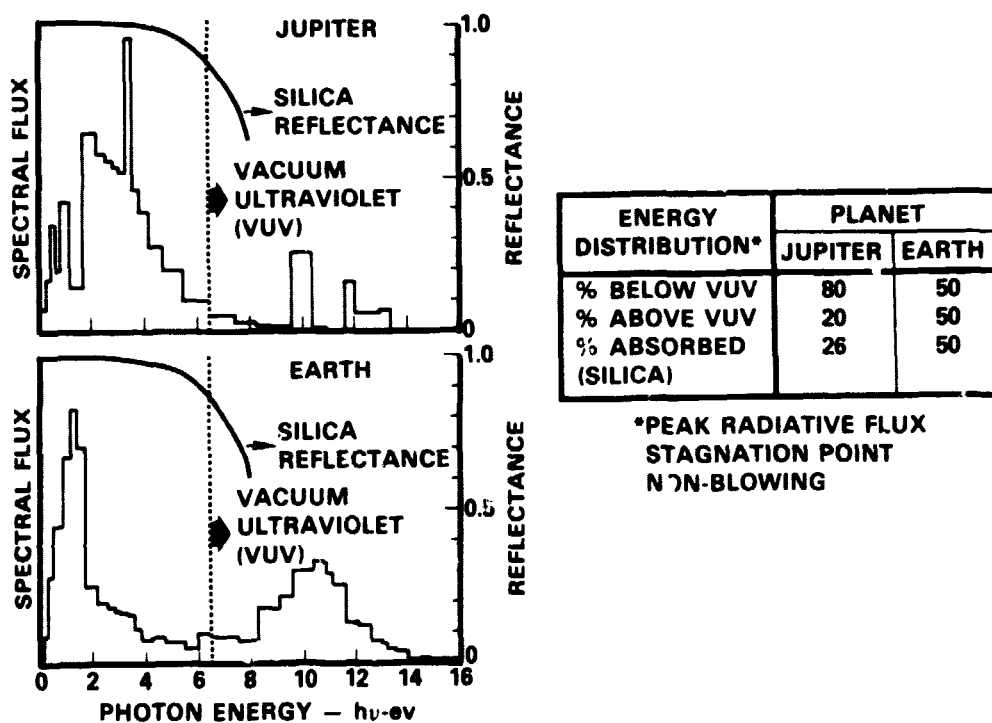 JUPITER
SPECTRAL FLUX
SILICA
REFLECTANCE
VACUUM
ULTRAVIOLET
(VUV)
1.0
0.5
0
REFLECTANCE
EARTH
SPECTRAL FLUX
SILICA
REFLECTANCE
VACUUM
ULTRAVIOLET
(VUV)
1.0
0.5
0
REFLECTANCE
0 2 4 6 8 10 12 14 16
PHOTON ENERGY — hν-ev
ENERGY DISTRIBUTION* PLANET
JUPITER EARTH
% BELOW VUV 80 50
% ABOVE VUV 20 50
% ABSORBED 26 50
(SILICA)
*PEAK RADIATIVE FLUX
STAGNATION POINT
NON-BLOWING